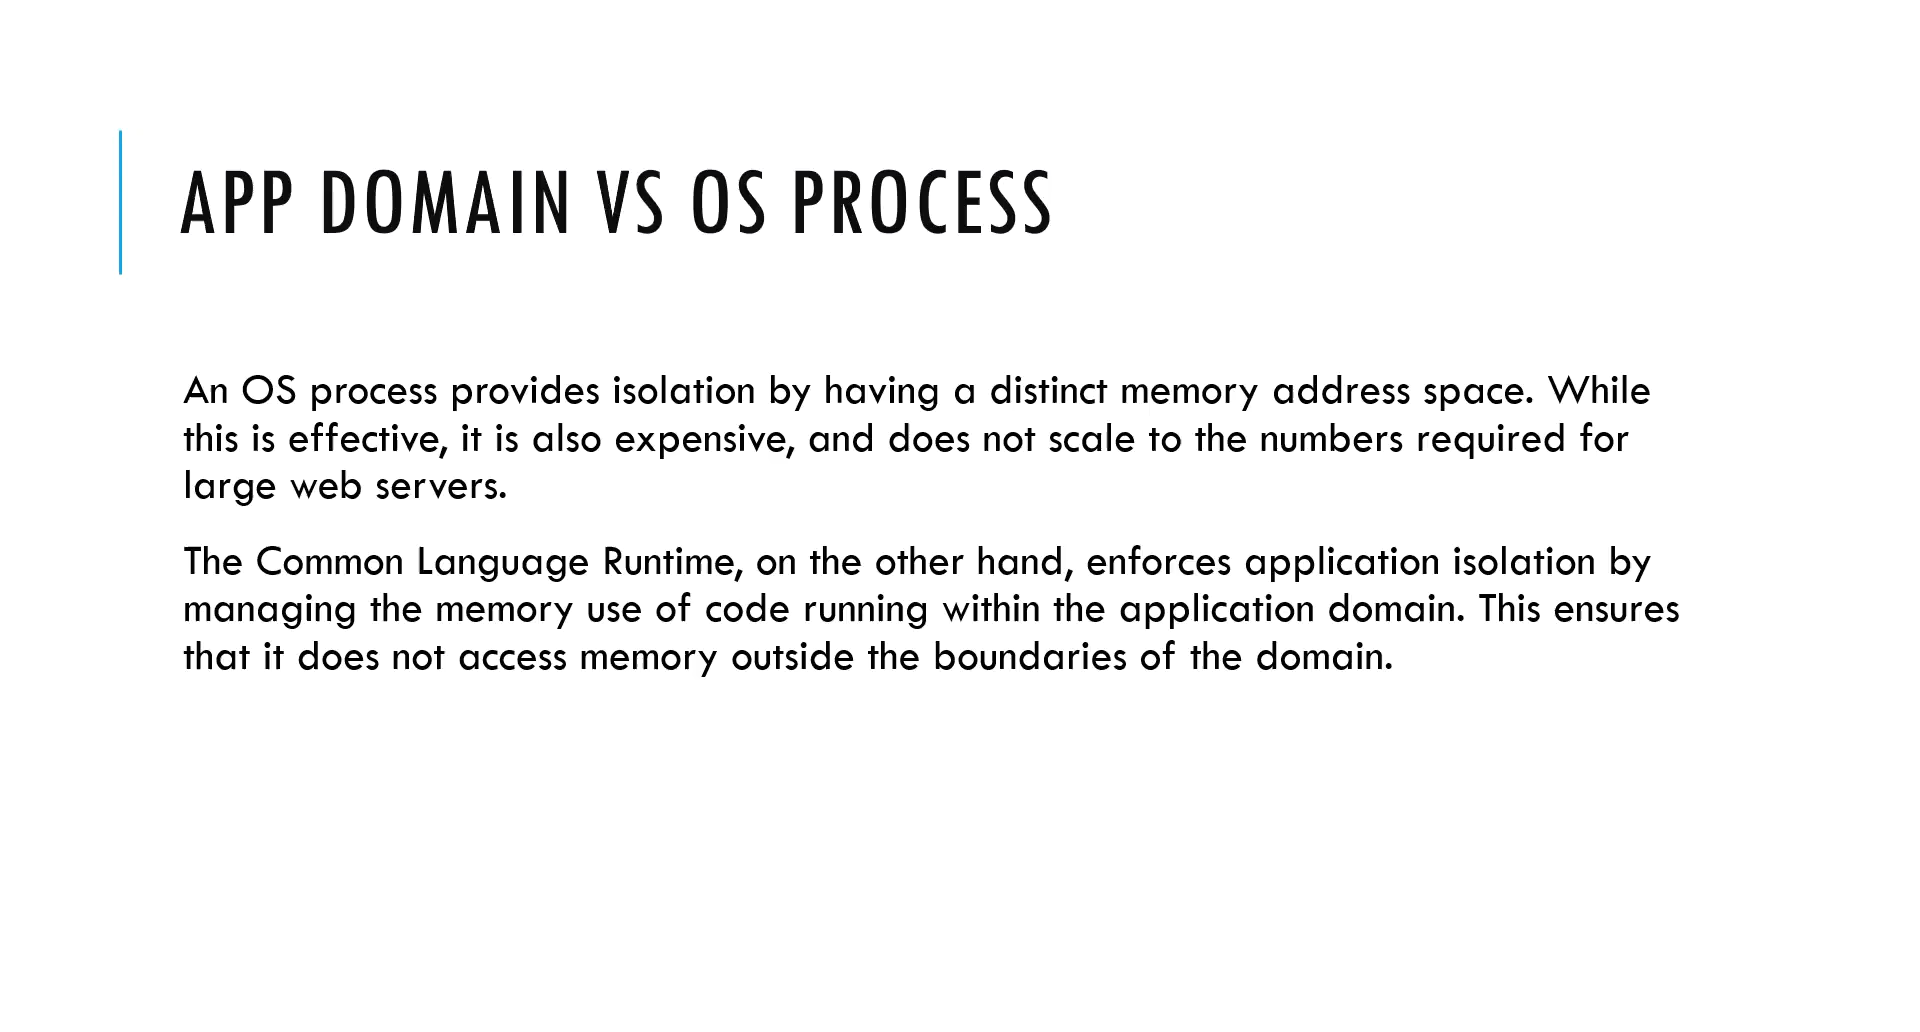 APP DOMAIN VS OS PROCESS
An OS process provides isolation by having a distinct memory address space. While
this is effective, it is also expensive, and does not scale to the numbers required for
large web servers.
The Common Language Runtime, on the other hand, enforces application isolation by
managing the memory use of code running within the application domain. This ensures
that it does not access memory outside the boundaries of the domain.